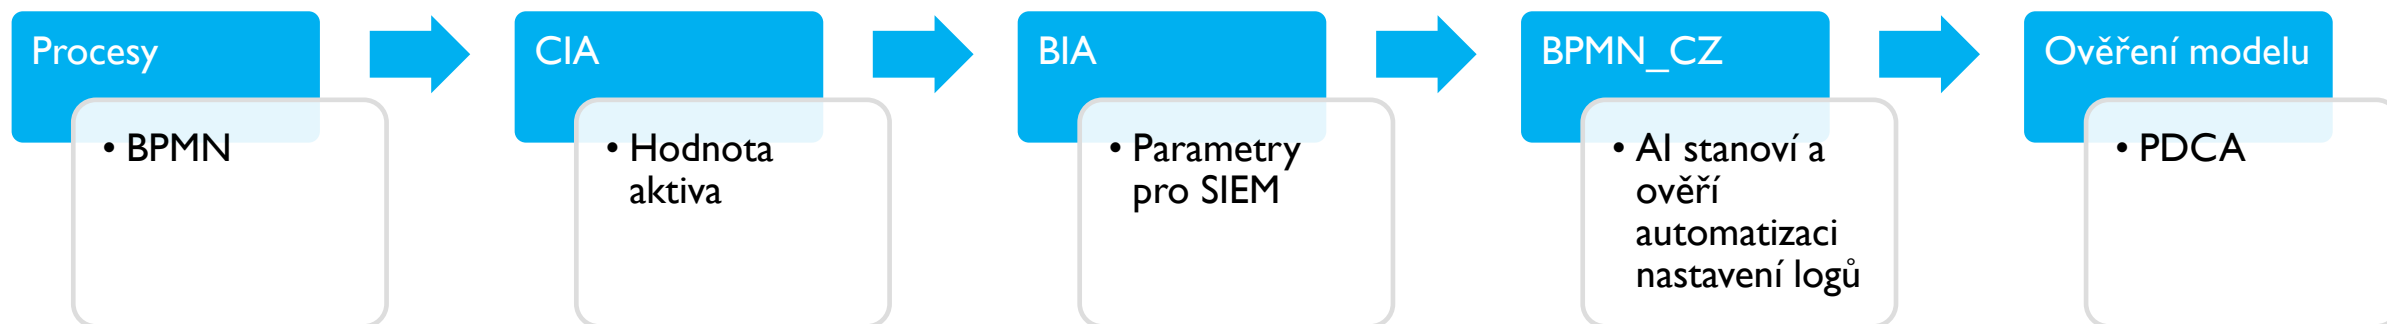 Procesy
• BPMN
CIA
• Hodnota
aktiva
BIA
• Parametry
pro SIEM
BPMN_CZ
• AI stanoví a
ověří
automatizaci
nastavení logů
Ověření modelu
• PDCA